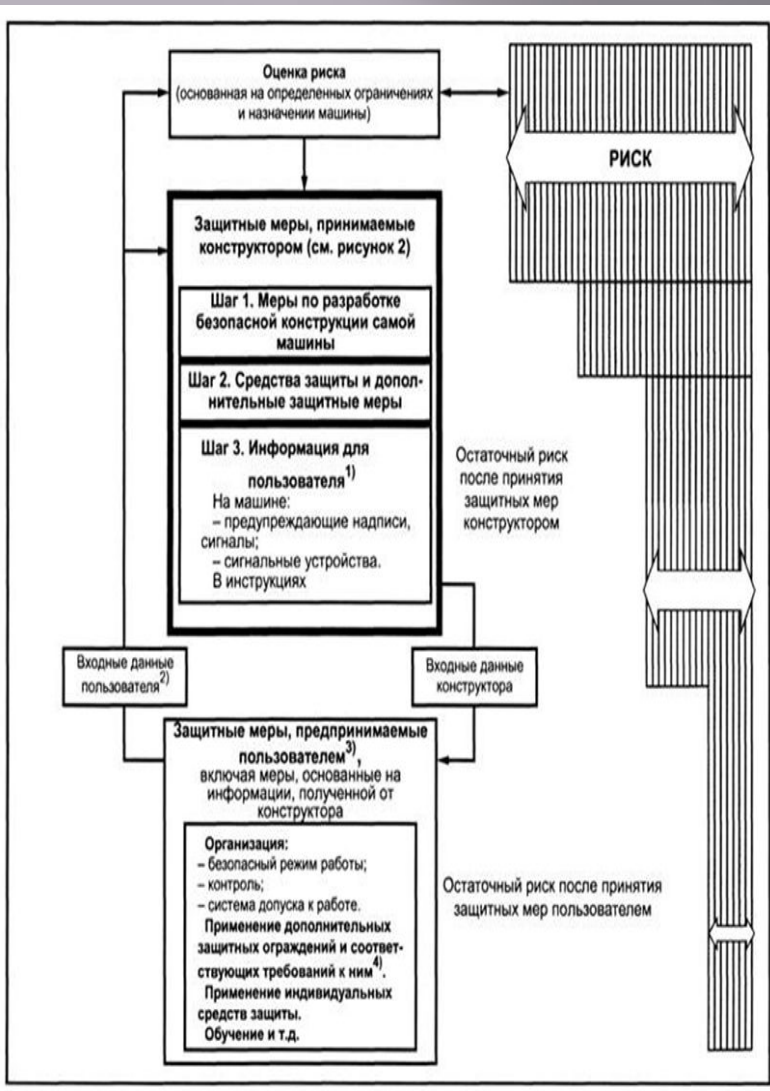 Оценка риска
(основанная на определенных ограничениях
и назначении машины)
РИСК
Защитные меры, принимаемые
конструктором (см. рисунок 2)
Шаг 1. Меры по разработке
безопасной конструкции самой
машины
Шаг 2. Средства защиты и допол-
нительные защитные меры
Шаг 3. Информация для
пользователя1)
На машине:
– предупреждающие надписи,
сигналы;
– сигнальные устройства.
В инструкциях
Остаточный риск
после принятия
защитных мер
конструктором
Входные данные
пользователя2)
Входные данные
конструктора
Защитные меры, предпринимаемые
пользователем3),
включая меры, основанные на
информации, полученной от
конструктора
Организация:
– безопасный режим работы;
– контроль;
– система допуска к работе.
Применение дополнительных
защитных ограждений и соответ-
ствующих требований к ним4).
Применение индивидуальных
средств защиты.
Обучение и т.д.
Остаточный риск после принятия
защитных мер пользователем